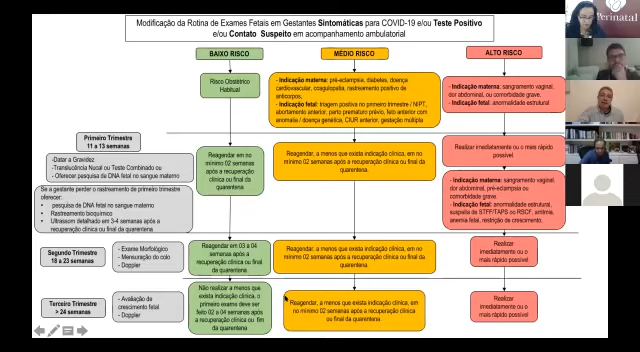 Modificação da Rotina de Exames Fetais em Gestantes Sintomáticas para COVID-19 e/ou Teste Positivo
e/ou Contato Suspeito em acompanhamento ambulatorial
Perinatal
BAIXO RISCO
MÉDIO RISCO
ALTO RISCO
Risco Obstétrico
Habitual
- Indicação materna: pré-eclampsia, diabetes, doença
cardiovascular, coagulopatia, rastreamento positivo de
anticorpos.
- Indicação fetal: triagem positiva no primeiro trimestre / NIPT,
abortamento anterior, parto prematuro prévio, feto anterior com
anomalia / doença genética, CIUR anterior, gestação múltipla
- Indicação materna: sangramento vaginal,
dor abdominal, ou comorbidade grave.
- Indicação fetal: anormalidade estrutural
Primeiro Trimestre
11 a 13 semanas
-Datar a Gravidez
-Translucência Nucal ou Teste Combinado ou
- Oferecer pesquisa de DNA fetal no sangue materno
Se a gestante perder o rastreamento de primeiro trimestre
oferecer:
• pesquisa de DNA fetal no sangue materno
• Rastreamento bioquímico
• Ultrassom detalhado em 3-4 semanas após a
recuperação clínica ou final da quarentena
Reagendar em no
mínimo 02 semanas
após a recuperação
clínica ou final da
quarentena
Reagendar, a menos que exista indicação clínica, em no
mínimo 02 semanas após a recuperação clínica ou final da
quarentena.
Realizar imediatamente ou o mais rápido
possível.
- Indicação materna: sangramento vaginal,
dor abdominal, pré-eclampsia ou
comorbidade grave.
- Indicação fetal: anormalidade estrutural,
suspeita de STFF/TAPS ou RSCF, arritmia,
anemia fetal, restrição de crescimento.
Segundo Trimestre
18 a 23 semanas
- Exame Morfológico
- Mensuração do colo
- Doppler
Reagendar em 03 a 04
semanas após a
recuperação clínica ou final
da quarentena
Reagendar, a menos que exista indicação clínica, em no
mínimo 02 semanas após a recuperação clínica ou final da
quarentena.
Realizar
imediatamente ou o
mais rápido possível
Terceiro Trimestre
> 24 semanas
- Avaliação de
crescimento fetal
- Doppler
Não realizar a menos que
exista indicação clínica, o
primeiro exame deve ser
feito 02 a 04 semanas após
a recuperação clínica ou fim
da quarentena
Reagendar, a menos que exista indicação clínica, em
no mínimo 02 semanas após a recuperação clínica
ou final da quarentena
Realizar
imediatamente ou o
mais rápido possível